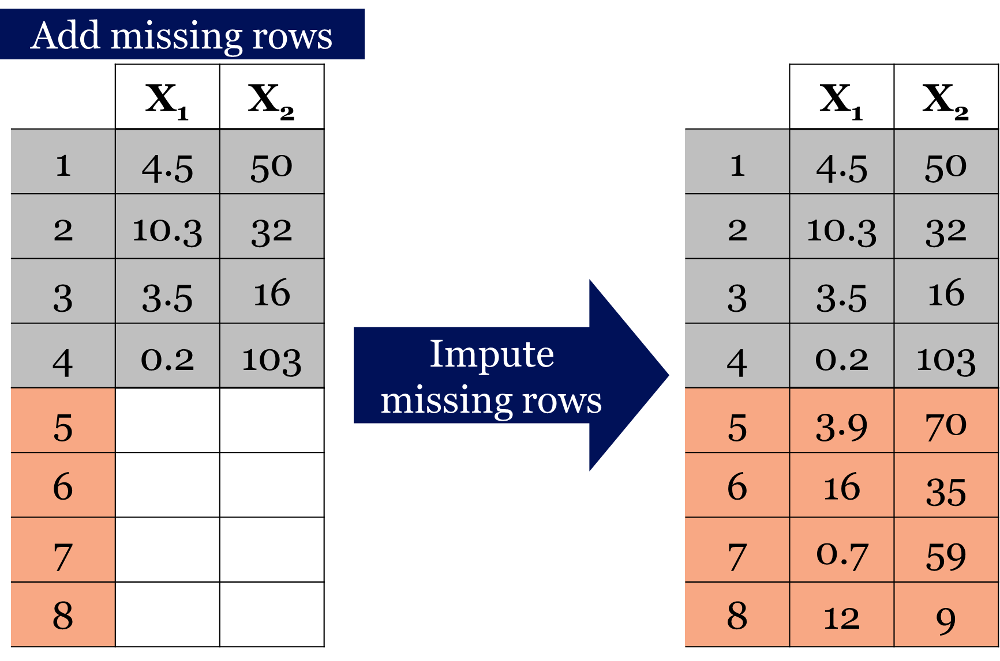 Add missing rows
X₁ X₂
1 4.5 50
2 10.3 32
3 3.5 16
4 0.2 103
5
6
7
8
Impute
missing rows
X₁ X₂
1 4.5 50
2 10.3 32
3 3.5 16
4 0.2 103
5 3.9 70
6 16 35
7 0.7 59
8 12 9